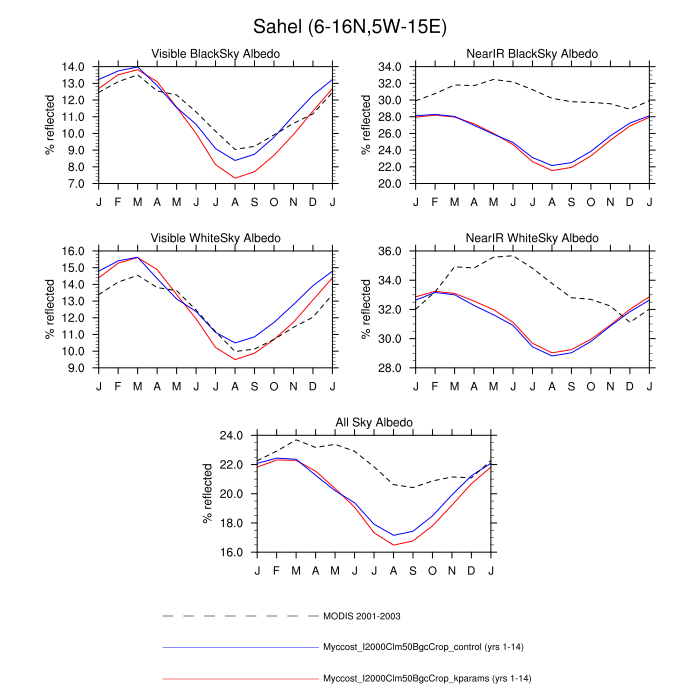 Sahel (6-16N,5W-15E)
Visible BlackSky Albedo
% reflected
14.0
13.0
12.0
11.0
10.0
9.0
8.0
7.0
J F M A M J J A S O N D J
NearIR BlackSky Albedo
% reflected
34.0
32.0
30.0
28.0
26.0
24.0
22.0
20.0
J F M A M J J A S O N D J
Visible WhiteSky Albedo
% reflected
16.0
15.0
14.0
13.0
12.0
11.0
10.0
9.0
J F M A M J J A S O N D J
NearIR WhiteSky Albedo
% reflected
36.0
34.0
32.0
30.0
28.0
J F M A M J J A S O N D J
All Sky Albedo
% reflected
24.0
22.0
20.0
18.0
16.0
J F M A M J J A S O N D J
MODIS 2001-2003
Myccost_I2000Clm50BgcCrop_control (yrs 1-14)
Myccost_I2000Clm50BgcCrop_kparams (yrs 1-14)